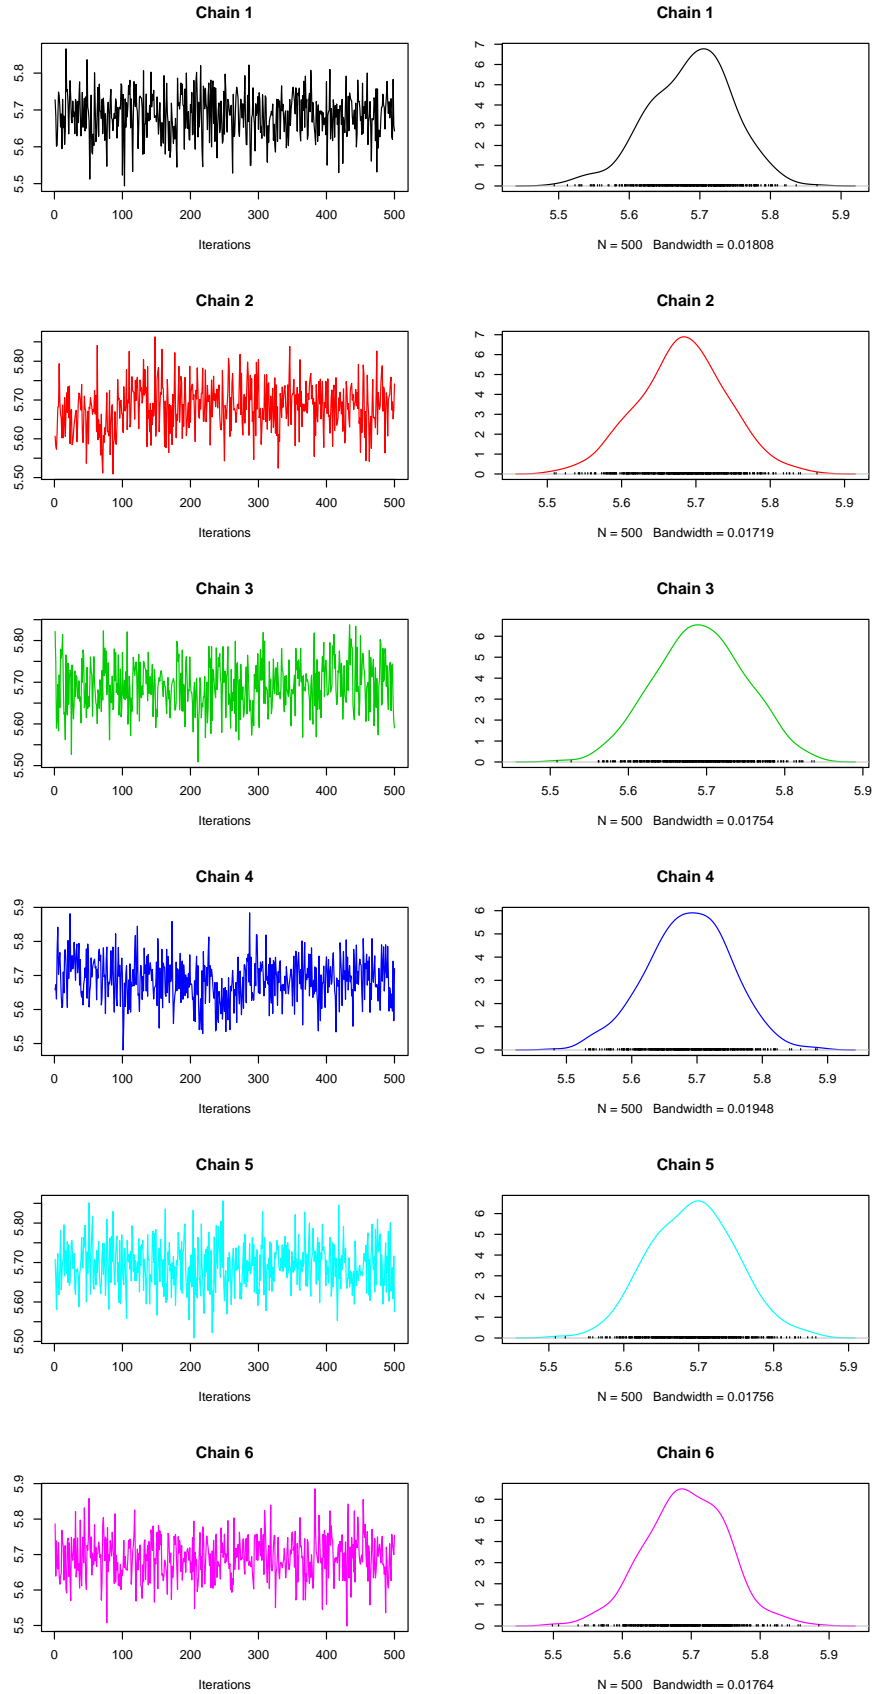 Chain 1
Chain 1
5.5 5.6 5.7 5.8
0 100 200 300 400 500
Iterations
0 1 2 3 4 5 6 7
5.5 5.6 5.7 5.8 5.9
N = 500 Bandwidth = 0.01808
Chain 2
Chain 2
5.50 5.60 5.70 5.80
0 100 200 300 400 500
Iterations
0 1 2 3 4 5 6 7
5.5 5.6 5.7 5.8 5.9
N = 500 Bandwidth = 0.01719
Chain 3
Chain 3
5.50 5.60 5.70 5.80
0 100 200 300 400 500
Iterations
0 1 2 3 4 5 6
5.5 5.6 5.7 5.8 5.9
N = 500 Bandwidth = 0.01754
Chain 4
Chain 4
5.5 5.6 5.7 5.8 5.9
0 100 200 300 400 500
Iterations
0 1 2 3 4 5 6
5.5 5.6 5.7 5.8 5.9
N = 500 Bandwidth = 0.01948
Chain 5
Chain 5
5.50 5.60 5.70 5.80
0 100 200 300 400 500
Iterations
0 1 2 3 4 5 6
5.5 5.6 5.7 5.8 5.9
N = 500 Bandwidth = 0.01756
Chain 6
Chain 6
5.5 5.6 5.7 5.8 5.9
0 100 200 300 400 500
Iterations
0 1 2 3 4 5 6
5.5 5.6 5.7 5.8 5.9
N = 500 Bandwidth = 0.01764